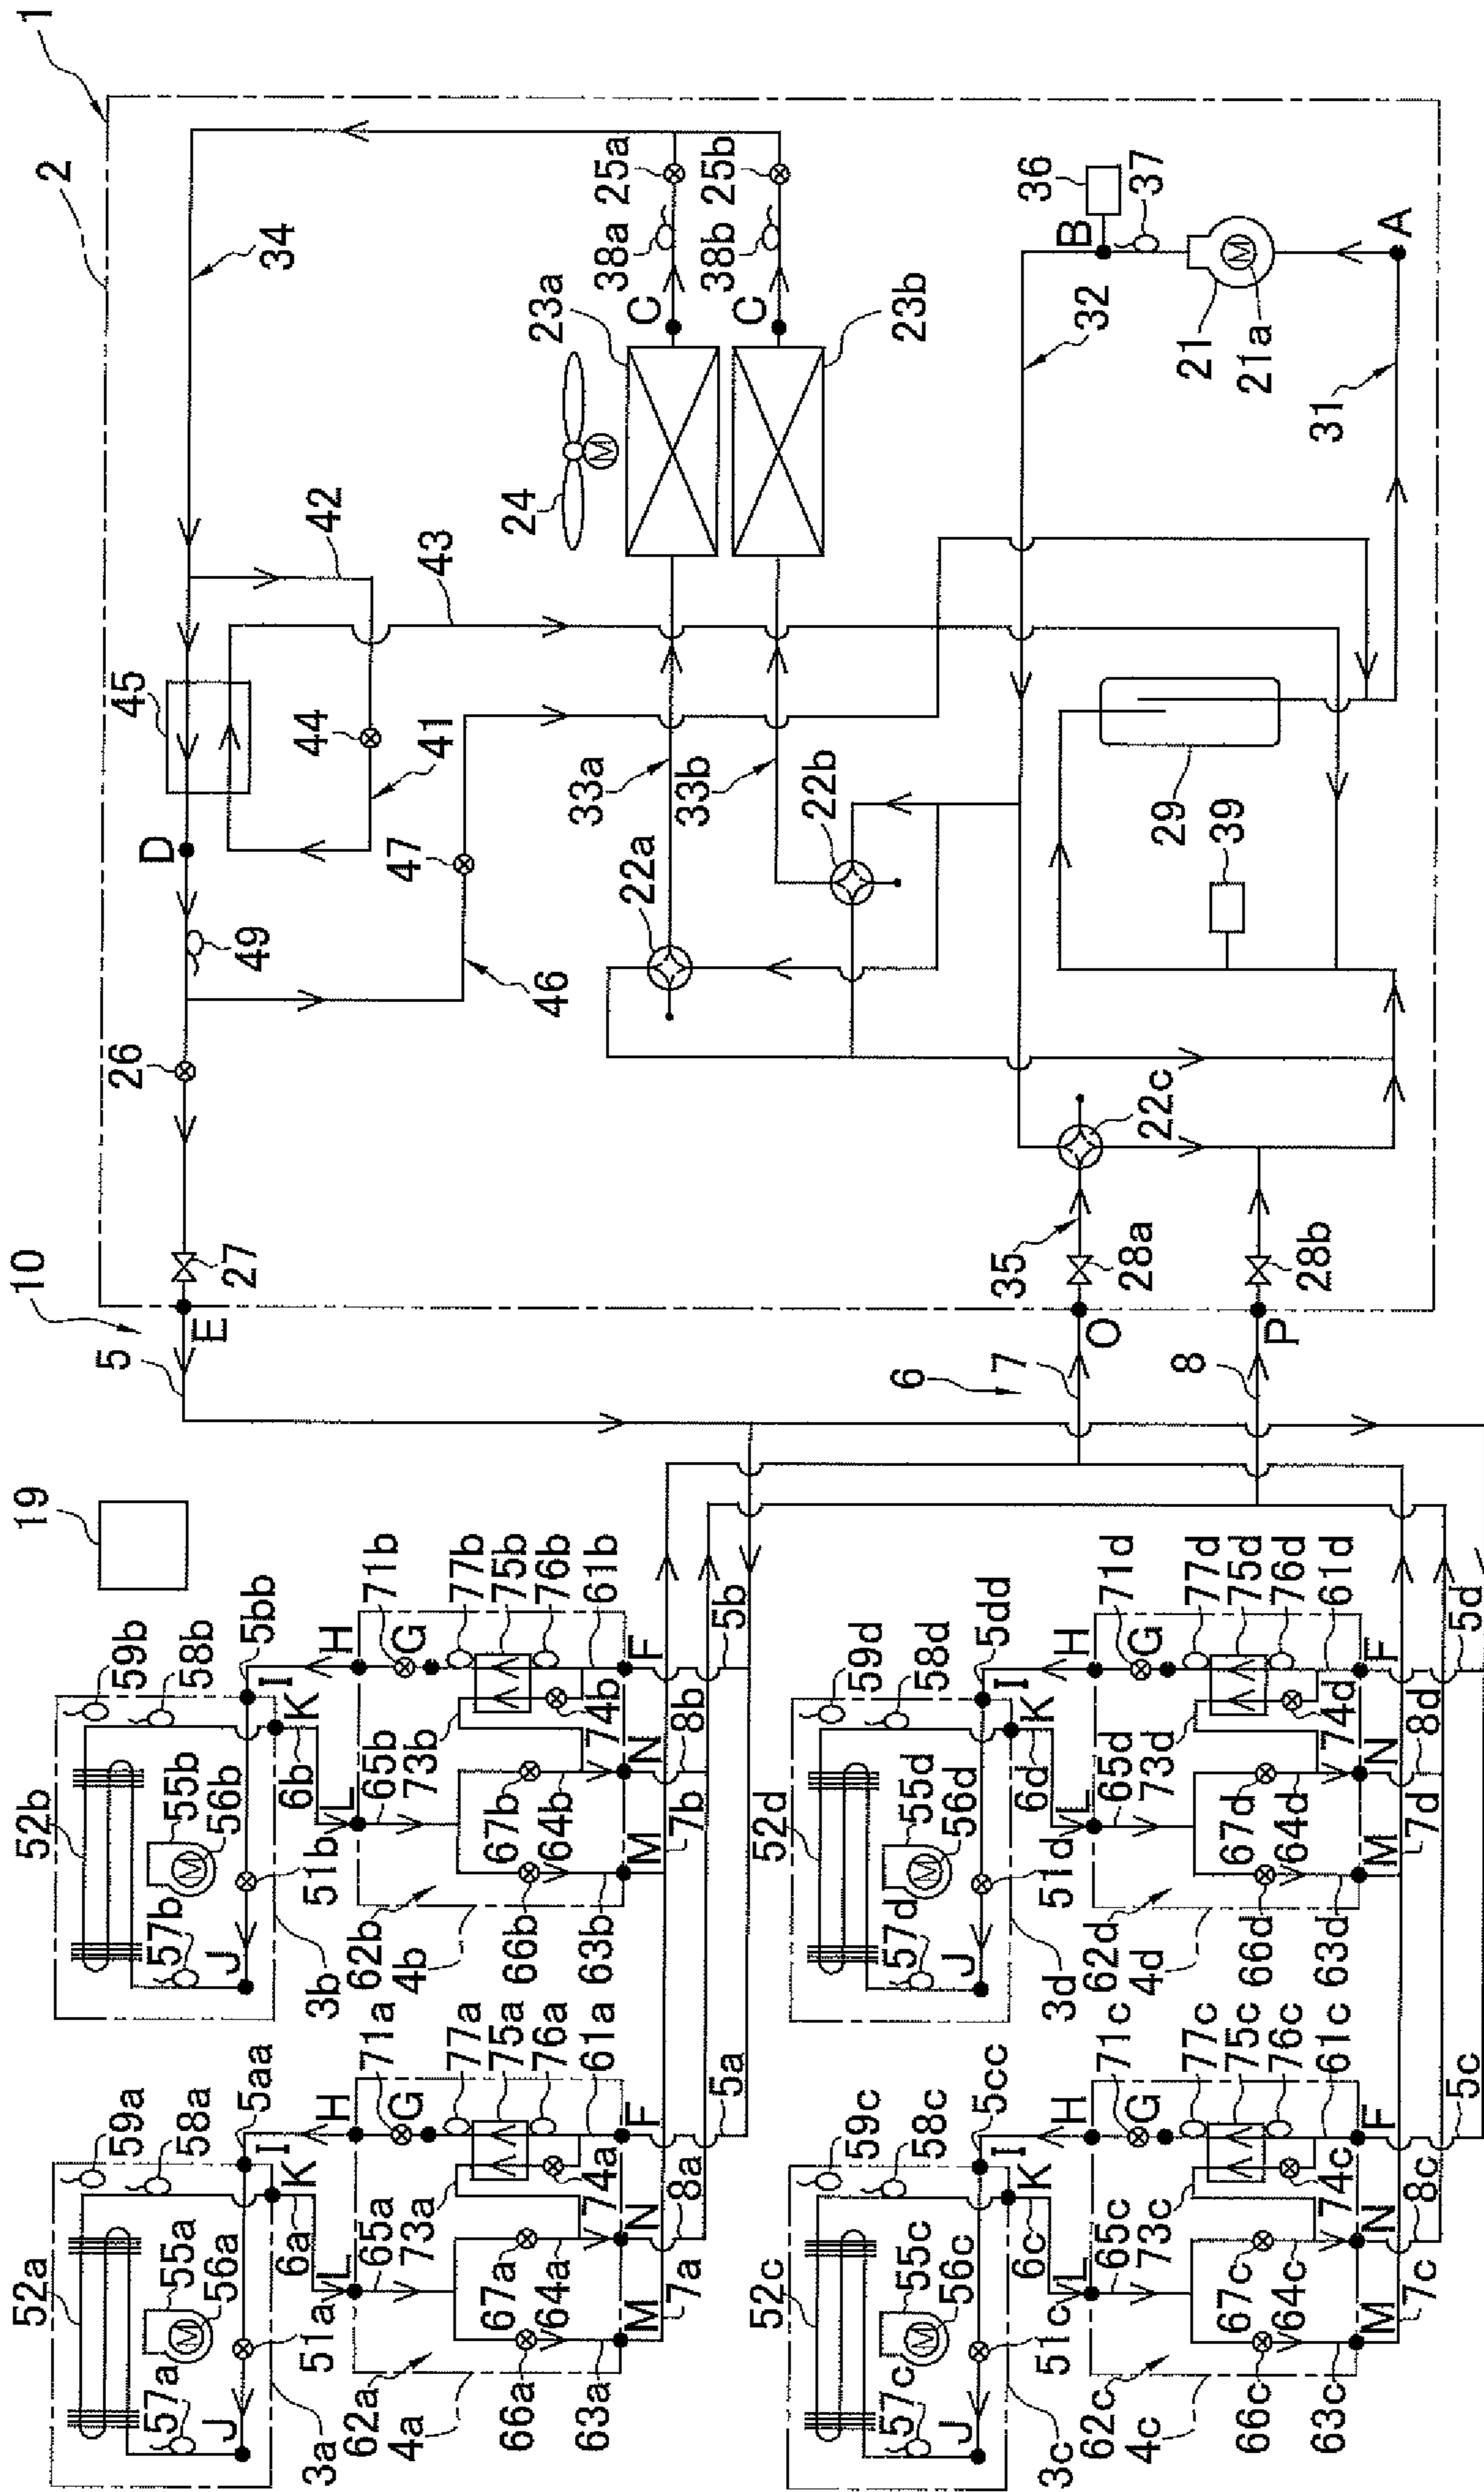 1
2
34
25a
38a
C
23a
25b
38b
C
23b
24
36
37
B
32
21
21a
31
A
42
43
45
44
41
D
47
33a
33b
22a
22b
29
39
49
46
26
22c
27
35
28a
28b
10
E
O
P
5
6
7
8
19
59b
58b
52b
55b
56b
57b
J
51b
3b
5bb
I
K
6b
H
71b
G
77b
75b
76b
61b
F
5b
L
65b
73b
74b
67b
64b
N
8b
62b
4b
66b
63b
M
7b
59a
58a
52a
55a
56a
57a
J
51a
3a
5aa
I
K
6a
H
71a
G
77a
75a
76a
61a
F
5a
L
65a
73a
74a
67a
64a
N
8a
62a
4a
66a
63a
M
7a
59d
58d
52d
55d
56d
57d
J
51d
3d
5dd
I
K
6d
H
71d
G
77d
75d
76d
61d
F
5d
L
65d
73d
74d
67d
64d
N
8d
62d
4d
66d
63d
M
7d
59c
58c
52c
55c
56c
57c
J
51c
3c
5cc
I
K
6c
H
71c
G
77c
75c
76c
61c
F
5c
L
65c
73c
74c
67c
64c
N
8c
62c
4c
66c
63c
M
7c
M
M
M
M
M
M